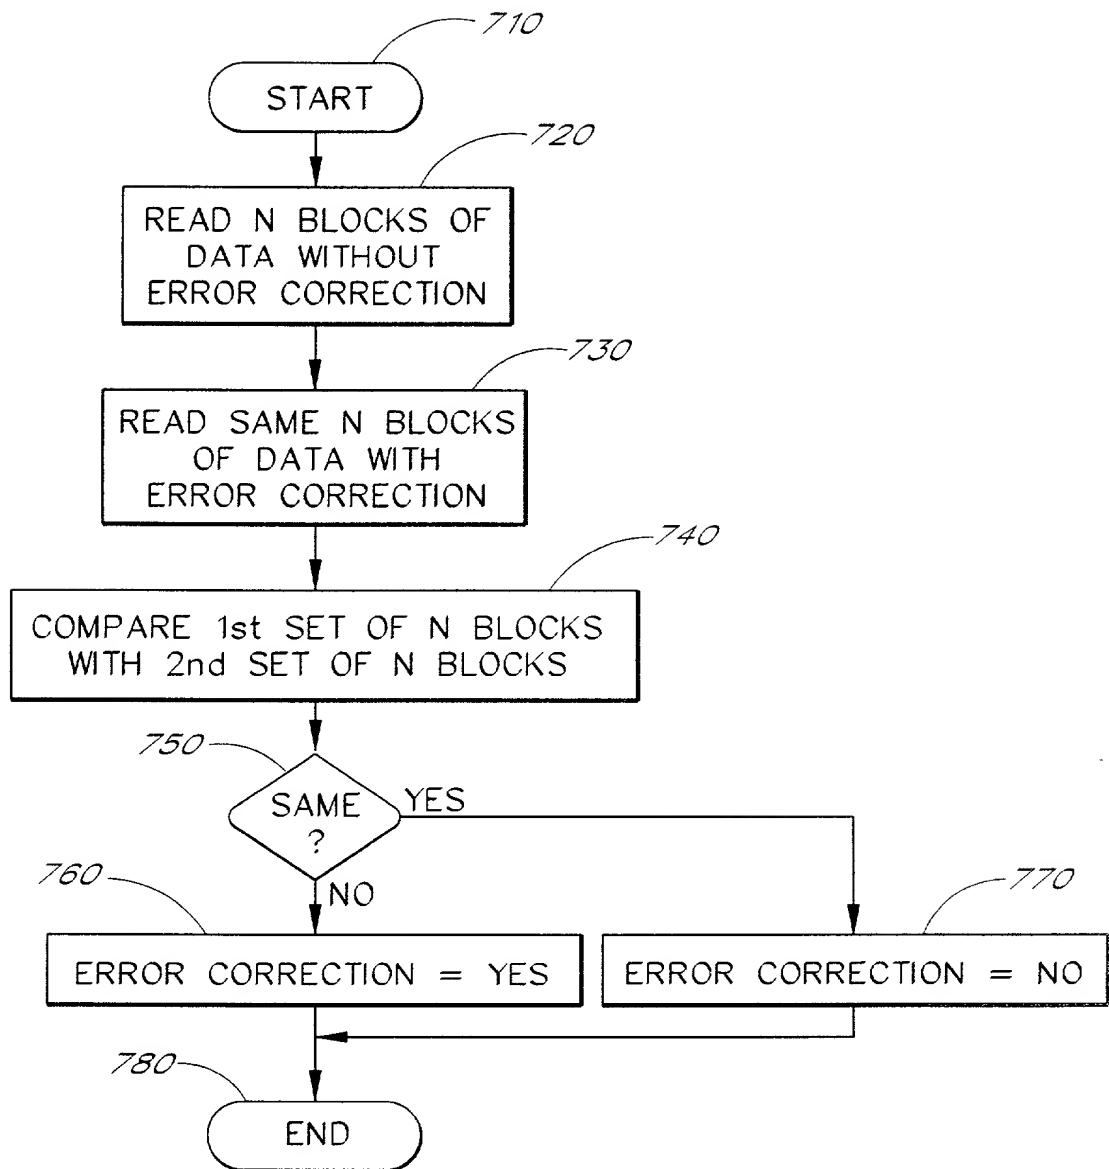 710
START
720
READ N BLOCKS OF
DATA WITHOUT
ERROR CORRECTION
730
READ SAME N BLOCKS
OF DATA WITH
ERROR CORRECTION
740
COMPARE 1st SET OF N BLOCKS
WITH 2nd SET OF N BLOCKS
750
SAME
?
YES
NO
760
ERROR CORRECTION = YES
770
ERROR CORRECTION = NO
780
END